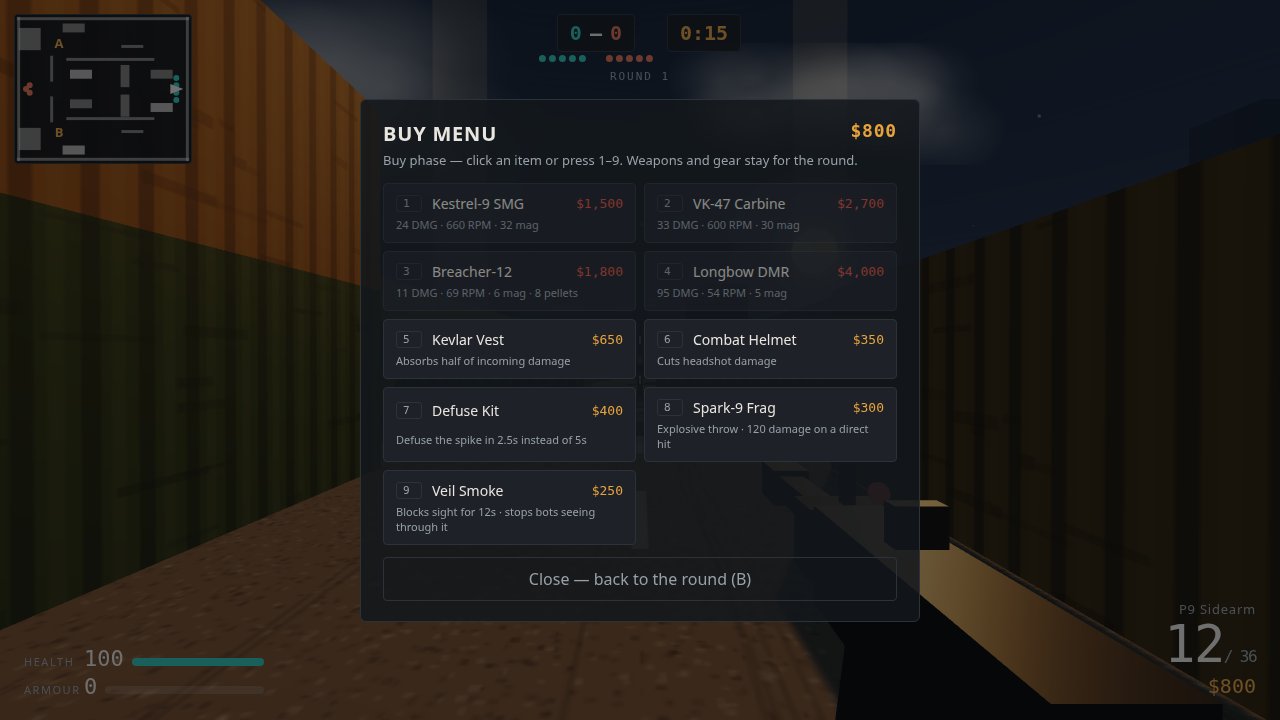 A
B
0 — 0
0:15
ROUND 1
BUY MENU
$800
Buy phase — click an item or press 1–9. Weapons and gear stay for the round.
1 Kestrel-9 SMG $1,500
24 DMG · 660 RPM · 32 mag
2 VK-47 Carbine $2,700
33 DMG · 600 RPM · 30 mag
3 Breacher-12 $1,800
11 DMG · 69 RPM · 6 mag · 8 pellets
4 Longbow DMR $4,000
95 DMG · 54 RPM · 5 mag
5 Kevlar Vest $650
Absorbs half of incoming damage
6 Combat Helmet $350
Cuts headshot damage
7 Defuse Kit $400
Defuse the spike in 2.5s instead of 5s
8 Spark-9 Frag $300
Explosive throw · 120 damage on a direct
hit
9 Veil Smoke $250
Blocks sight for 12s · stops bots seeing
through it
Close — back to the round (B)
HEALTH 100
ARMOUR 0
P9 Sidearm
12 / 36
$800